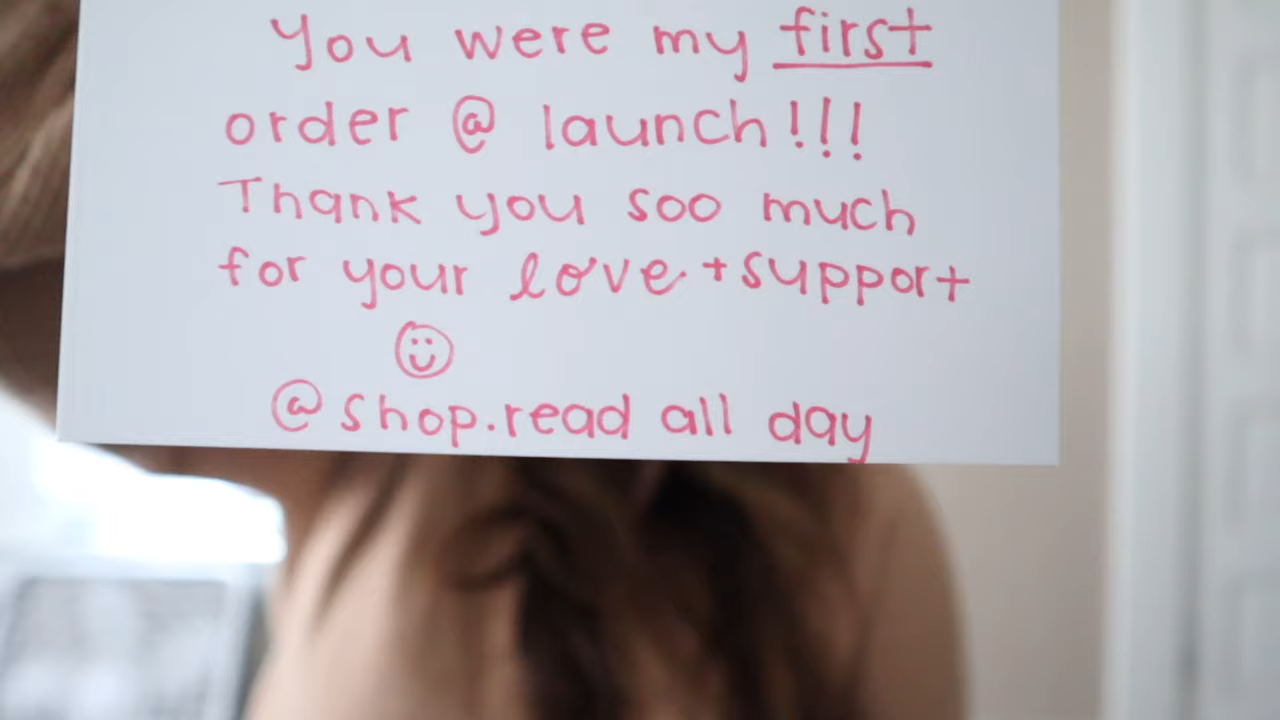 You were my first
order @ launch!!!
Thank you soo much
for your love + support
@shop.read all day